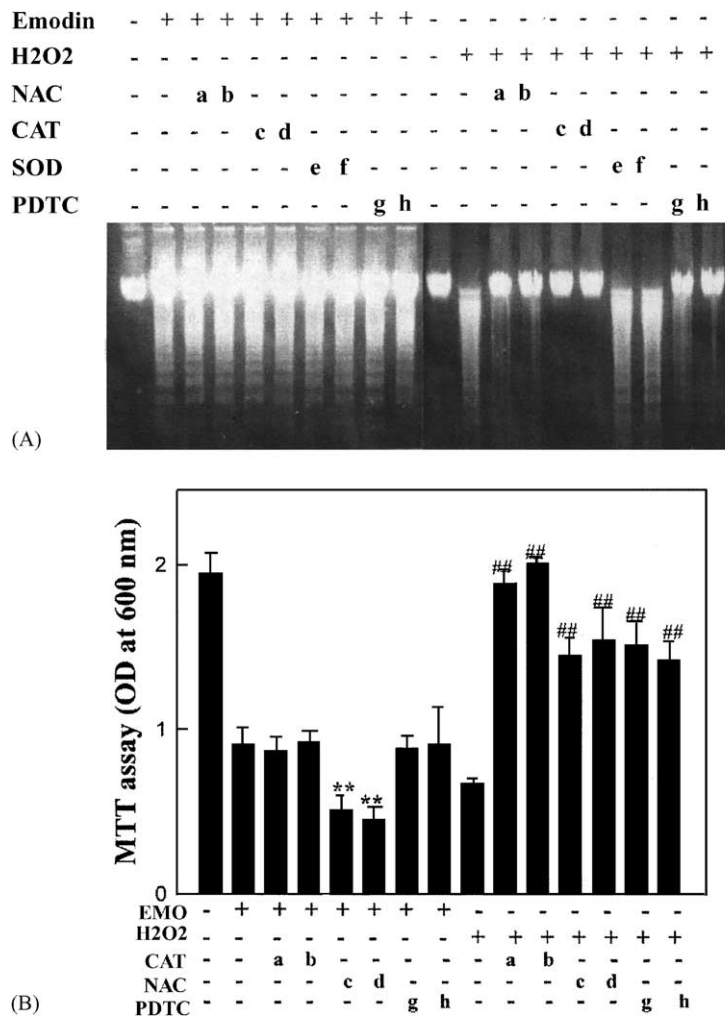 Emodin - + + + + + + + + + - - - - - - - - - -
H2O2 - - - - - - - - - - - + + + + + + + + +
NAC - - a b - - - - - - - - a b - - - - - -
CAT - - - - c d - - - - - - - - c d - - - -
SOD - - - - - - e f - - - - - - - - e f - -
PDTC - - - - - - - - g h - - - - - - - - g h
(A)
MTT assay (OD at 600 nm)
2
1
0
** **
## ## ## ## ## ##
EMO - + + + + + + + - - - - - - -
H2O2 - - - - - - - - + + + + + + +
CAT - - a b - - - - - a b - - - -
NAC - - - - c d - - - - - c d - -
PDTC - - - - - - g h - - - - - g h
(B)